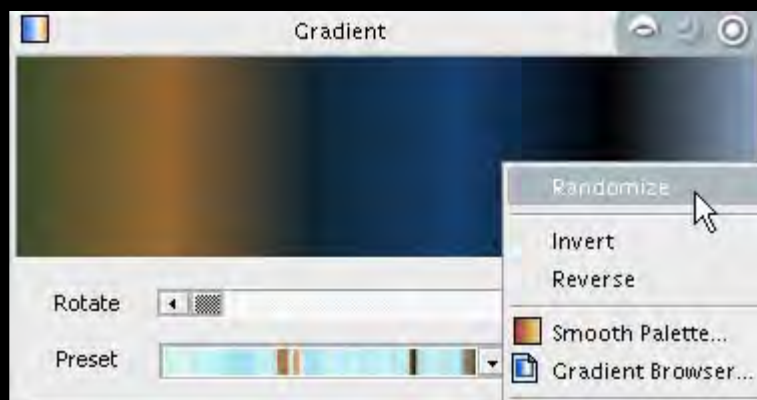 Gradient
Randomize
Invert
Reverse
Rotate
Smooth Palette...
Preset
Gradient Browser...